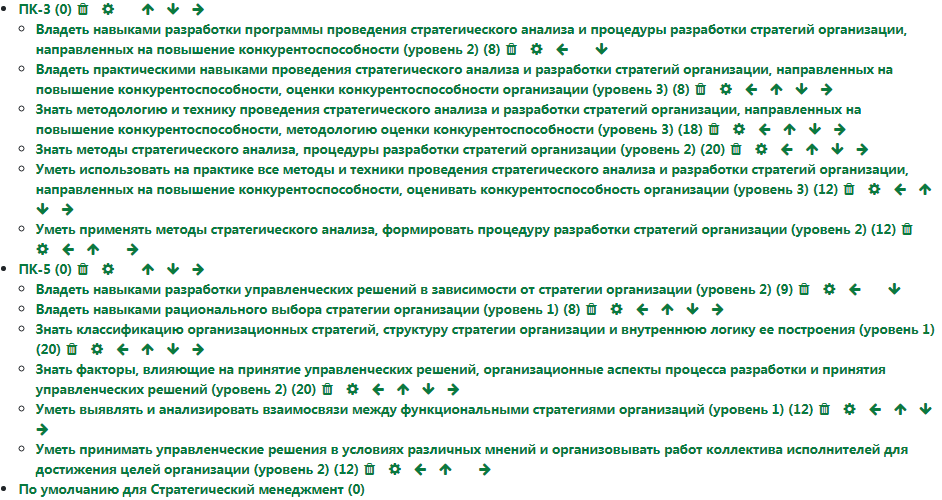 ПК-3 (0)
Владеть навыками разработки программы проведения стратегического анализа и процедуры разработки стратегий организации,
направленных на повышение конкурентоспособности (уровень 2) (8)
Владеть практическими навыками проведения стратегического анализа и разработки стратегий организации, направленных на
повышение конкурентоспособности, оценки конкурентоспособности организации (уровень 3) (8)
Знать методологию и технику проведения стратегического анализа и разработки стратегий организации, направленных на
повышение конкурентоспособности, методологию оценки конкурентоспособности (уровень 3) (18)
Знать методы стратегического анализа, процедуры разработки стратегий организации (уровень 2) (20)
Уметь использовать на практике все методы и техники проведения стратегического анализа и разработки стратегий организации,
направленных на повышение конкурентоспособности, оценивать конкурентоспособность организации (уровень 3) (12)
Уметь применять методы стратегического анализа, формировать процедуру разработки стратегий организации (уровень 2) (12)
ПК-5 (0)
Владеть навыками разработки управленческих решений в зависимости от стратегии организации (уровень 2) (9)
Владеть навыками рационального выбора стратегии организации (уровень 1) (8)
Знать классификацию организационных стратегий, структуру стратегии организации и внутреннюю логику ее построения (уровень 1)
(20)
Знать факторы, влияющие на принятие управленческих решений, организационные аспекты процесса разработки и принятия
управленческих решений (уровень 2) (20)
Уметь выявлять и анализировать взаимосвязи между функциональными стратегиями организаций (уровень 1) (12)
Уметь принимать управленческие решения в условиях различных мнений и организовывать работ коллектива исполнителей для
достижения целей организации (уровень 2) (12)
По умолчанию для Стратегический менеджмент (0)